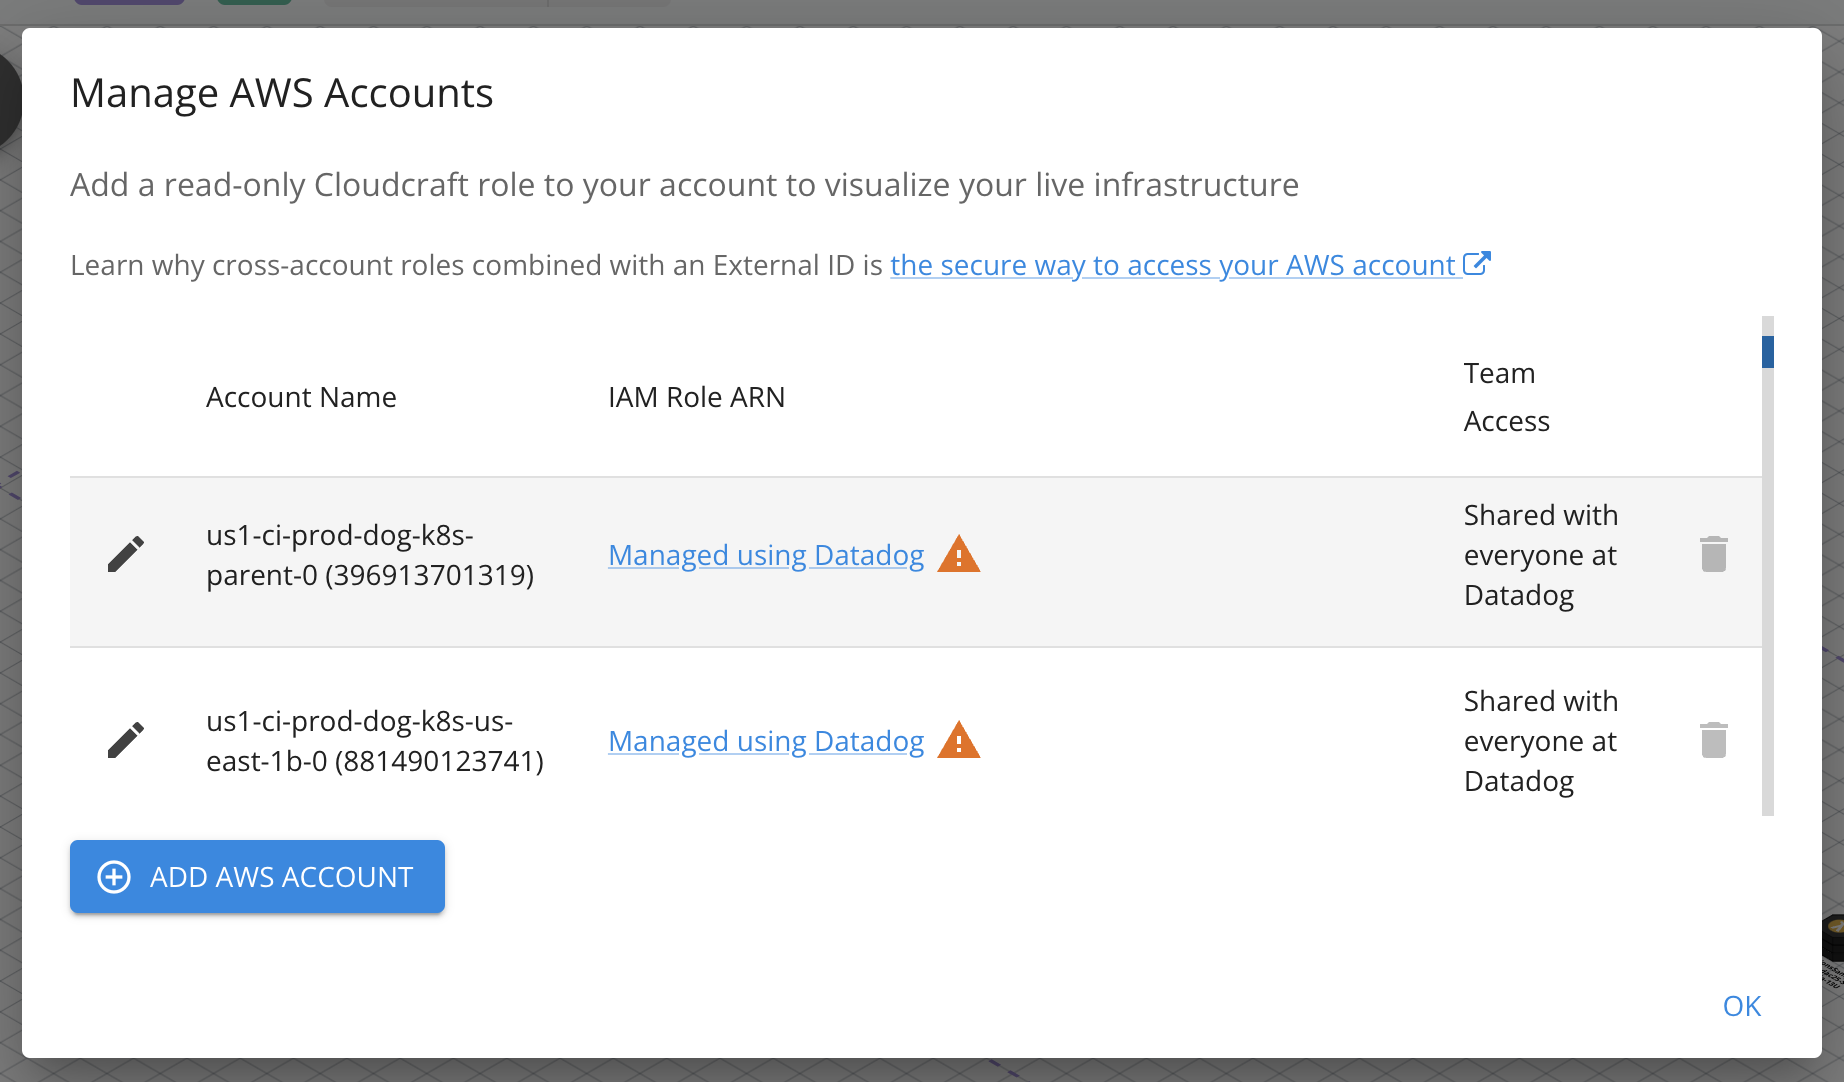 Manage AWS Accounts
Add a read-only Cloudcraft role to your account to visualize your live infrastructure
Learn why cross-account roles combined with an External ID is the secure way to access your AWS account
Account Name
IAM Role ARN
Team
Access
us1-ci-prod-dog-k8s-
parent-0 (396913701319)
Managed using Datadog
Shared with
everyone at
Datadog
us1-ci-prod-dog-k8s-us-
east-1b-0 (881490123741)
Managed using Datadog
Shared with
everyone at
Datadog
ADD AWS ACCOUNT
OK